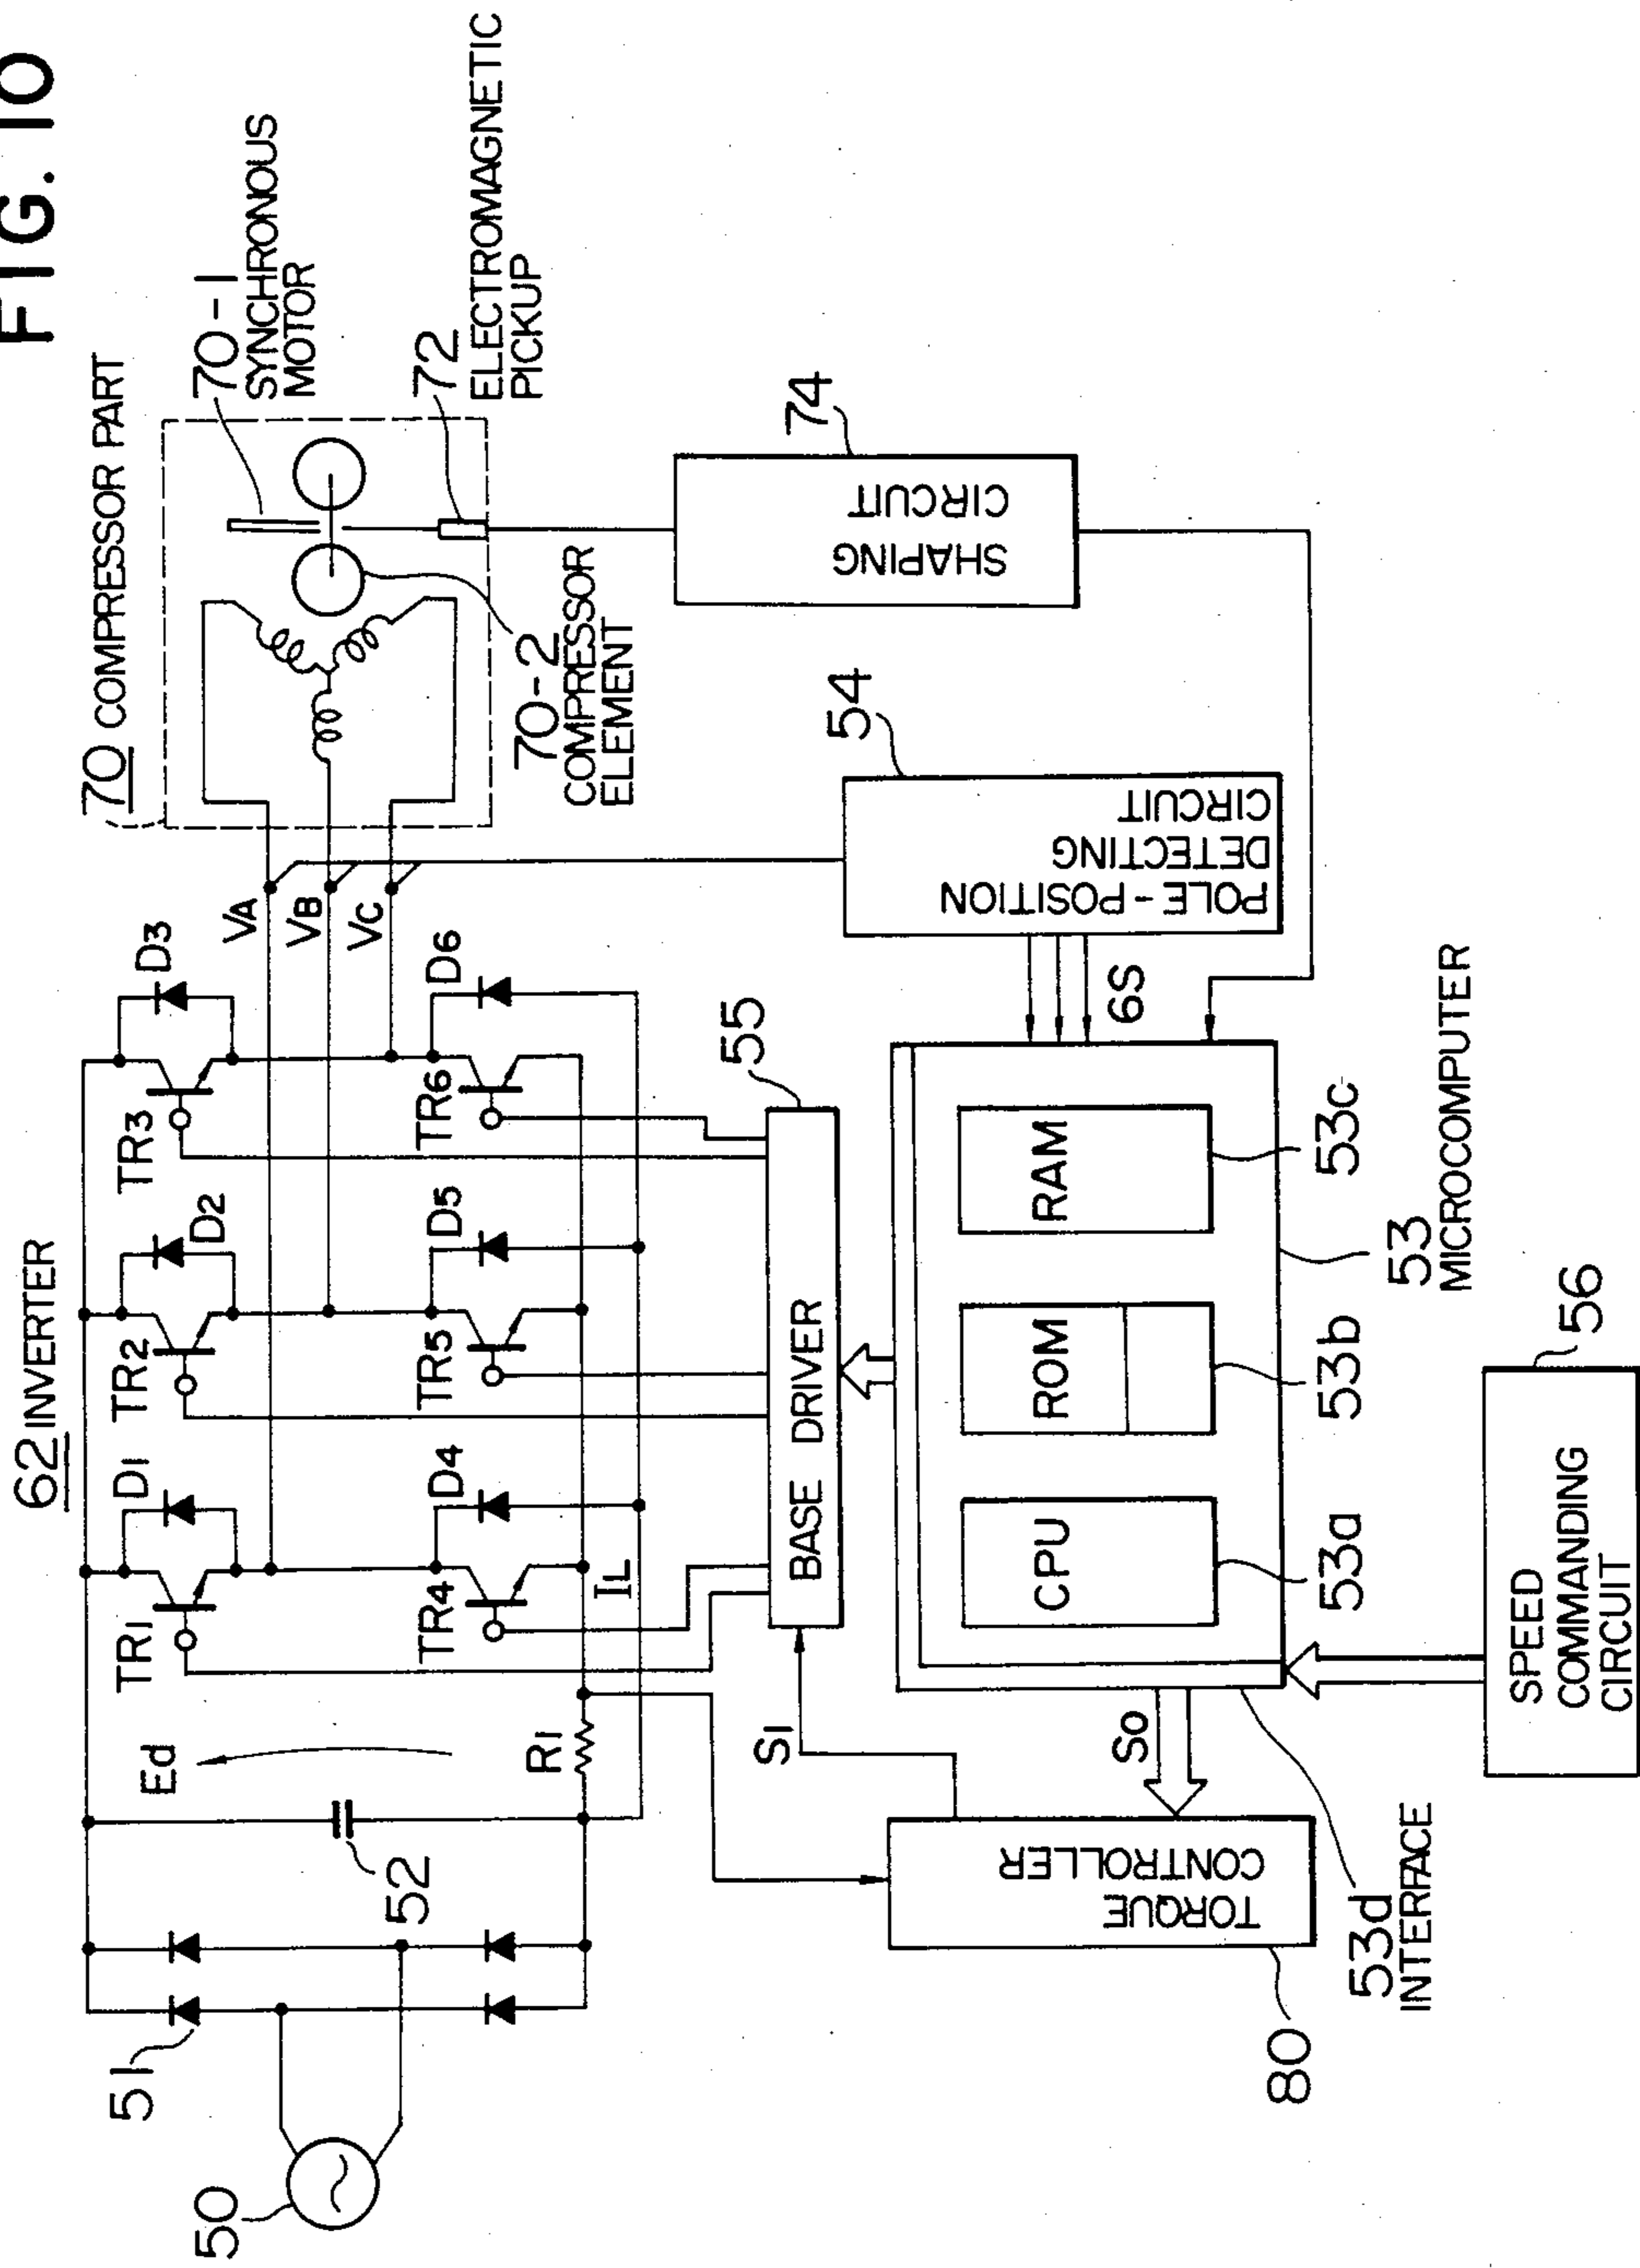 FIG. 10
62 INVERTER
70 COMPRESSOR PART
70-1
SYNCHRONOUS
MOTOR
72
ELECTROMAGNETIC
PICKUP
70-2
COMPRESSOR
ELEMENT
50
51
52
Ed
R1
IL
TR1
D1
TR2
D2
TR3
D3
TR4
D4
TR5
D5
TR6
D6
VA
VB
VC
S1
BASE DRIVER
55
54
POLE-POSITION
DETECTING
CIRCUIT
74
SHAPING
CIRCUIT
6S
80
TORQUE
CONTROLLER
S0
CPU
ROM
RAM
53a
53b
53c
53d
INTERFACE
53
MICROCOMPUTER
SPEED
COMMANDING
CIRCUIT
56